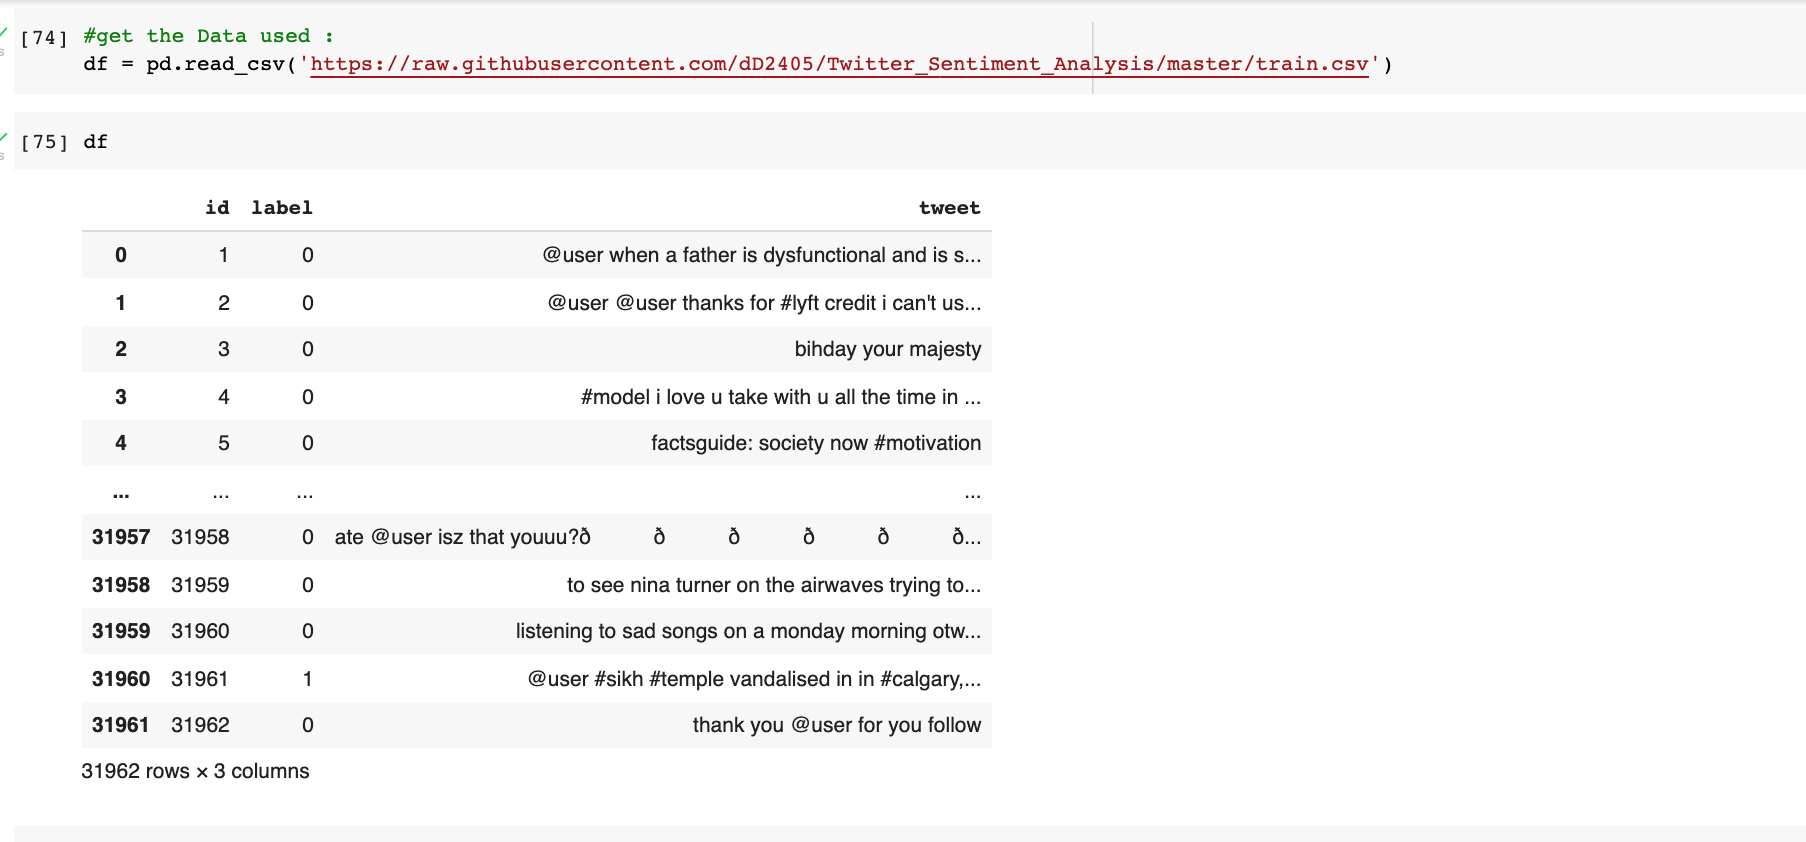 [74] #get the Data used :
df = pd.read_csv('https://raw.githubusercontent.com/dD2405/Twitter_Sentiment_Analysis/master/train.csv')
s
[75] df
s
id label tweet
0 1 0 @user when a father is dysfunctional and is s...
1 2 0 @user @user thanks for #lyft credit i can't us...
2 3 0 bihday your majesty
3 4 0 #model i love u take with u all the time in ...
4 5 0 factsguide: society now #motivation
... ... ... ...
31957 31958 0 ate @user isz that youuu?ð ð ð ð ð ð...
31958 31959 0 to see nina turner on the airwaves trying to...
31959 31960 0 listening to sad songs on a monday morning otw...
31960 31961 1 @user #sikh #temple vandalised in in #calgary,...
31961 31962 0 thank you @user for you follow
31962 rows × 3 columns